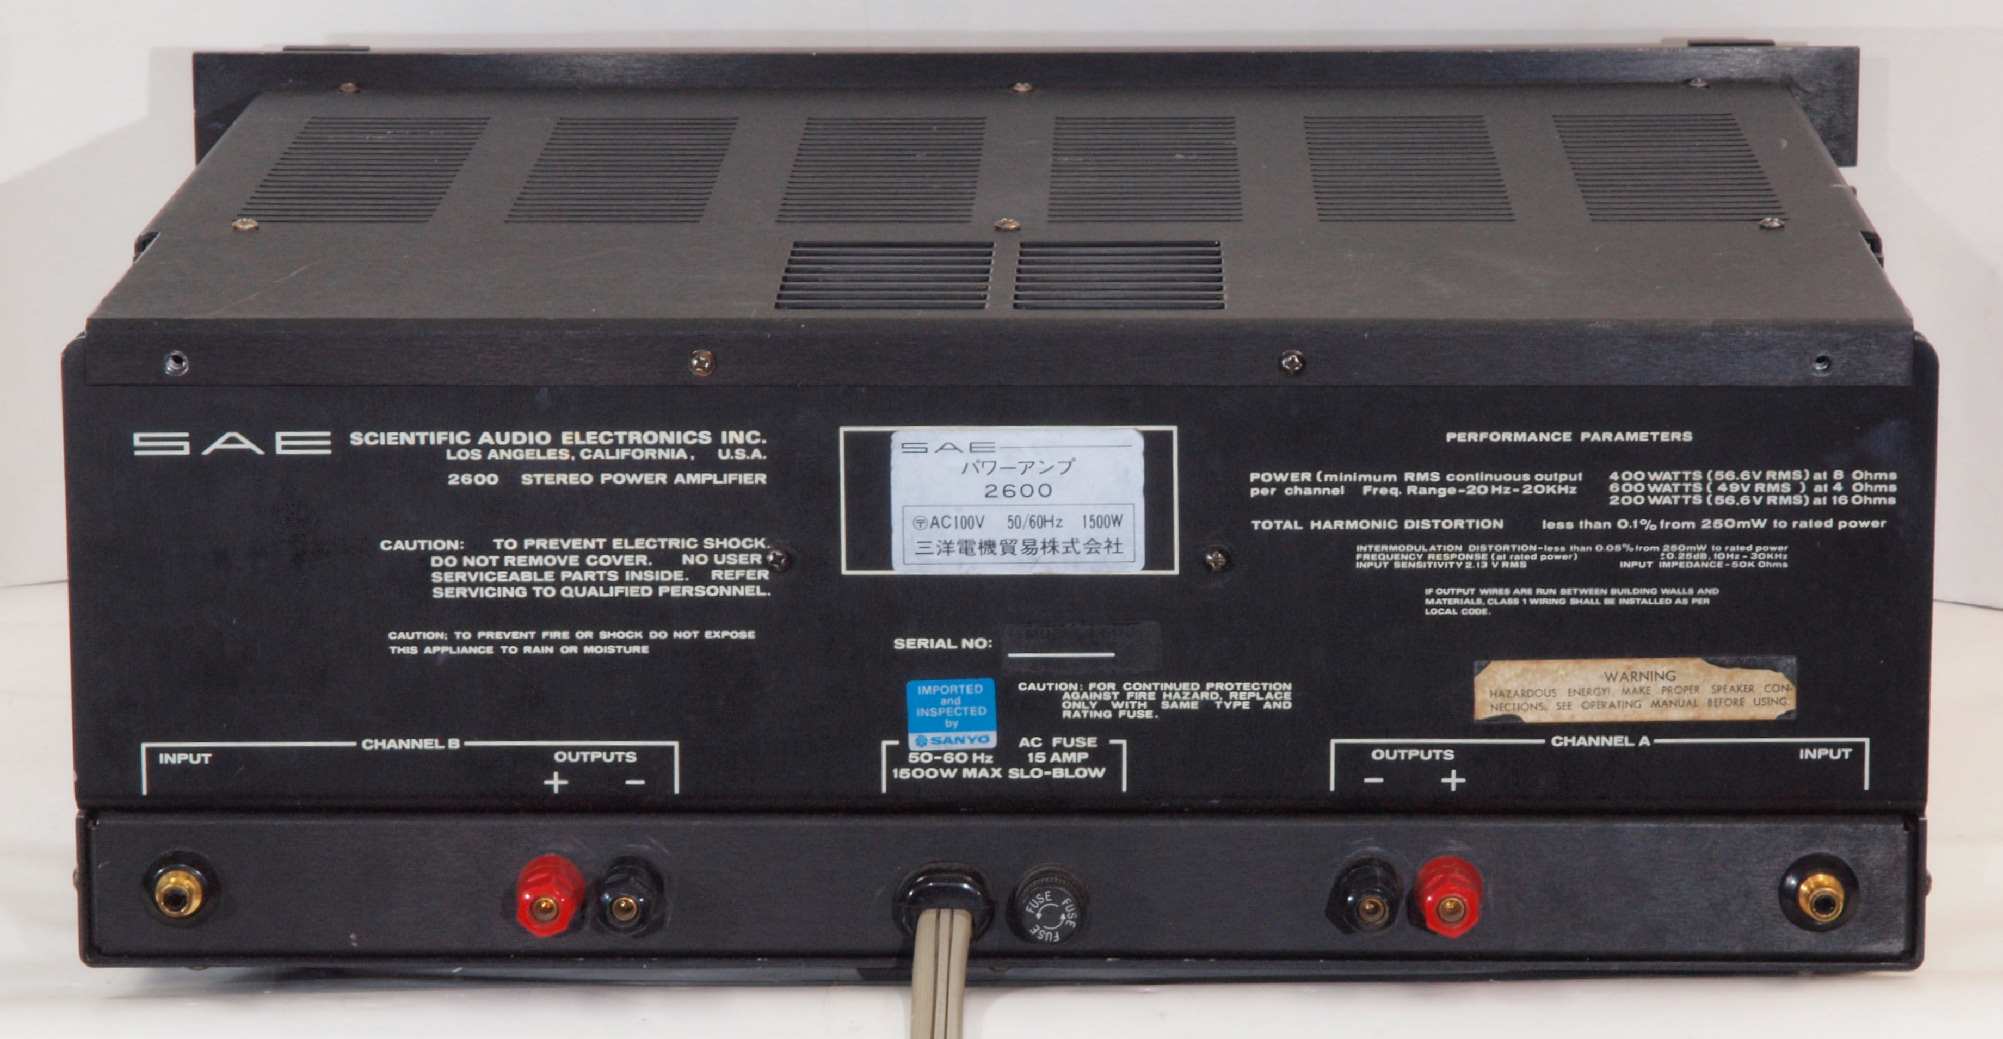 SAE SCIENTIFIC AUDIO ELECTRONICS INC.
LOS ANGELES, CALIFORNIA, U.S.A.
2600 STEREO POWER AMPLIFIER
CAUTION: TO PREVENT ELECTRIC SHOCK.
DO NOT REMOVE COVER. NO USER
SERVICEABLE PARTS INSIDE. REFER
SERVICING TO QUALIFIED PERSONNEL.
CAUTION; TO PREVENT FIRE OR SHOCK DO NOT EXPOSE
THIS APPLIANCE TO RAIN OR MOISTURE
SAE
パワーアンプ
2600
〶AC100V 50/60Hz 1500W
三洋電機貿易株式会社
SERIAL NO:
IMPORTED
and
INSPECTED
by
SANYO
CAUTION: FOR CONTINUED PROTECTION
AGAINST FIRE HAZARD, REPLACE
ONLY WITH SAME TYPE AND
RATING FUSE.
AC FUSE
50-60 Hz 15 AMP
1500W MAX SLO-BLOW
PERFORMANCE PARAMETERS
POWER (minimum RMS continuous output 400 WATTS (56.6V RMS) at 8 Ohms
per channel Freq. Range-20Hz-20KHz 600 WATTS ( 49V RMS ) at 4 Ohms
200 WATTS (56.6V RMS) at 16 Ohms
TOTAL HARMONIC DISTORTION less than 0.1% from 250mW to rated power
INTERMODULATION DISTORTION-less than 0.05% from 250mW to rated power
FREQUENCY RESPONSE (at rated power) ±0.25dB, 10Hz - 30KHz
INPUT SENSITIVITY 2.13 V RMS INPUT IMPEDANCE-50K Ohms
IF OUTPUT WIRES ARE RUN BETWEEN BUILDING WALLS AND
MATERIALS, CLASS 1 WIRING SHALL BE INSTALLED AS PER
LOCAL CODE.
WARNING
HAZARDOUS ENERGY!, MAKE PROPER SPEAKER CON-
NECTIONS, SEE OPERATING MANUAL BEFORE USING.
CHANNEL B
INPUT OUTPUTS
+ −
CHANNEL A
OUTPUTS INPUT
− +
FUSE FUSE FUSE